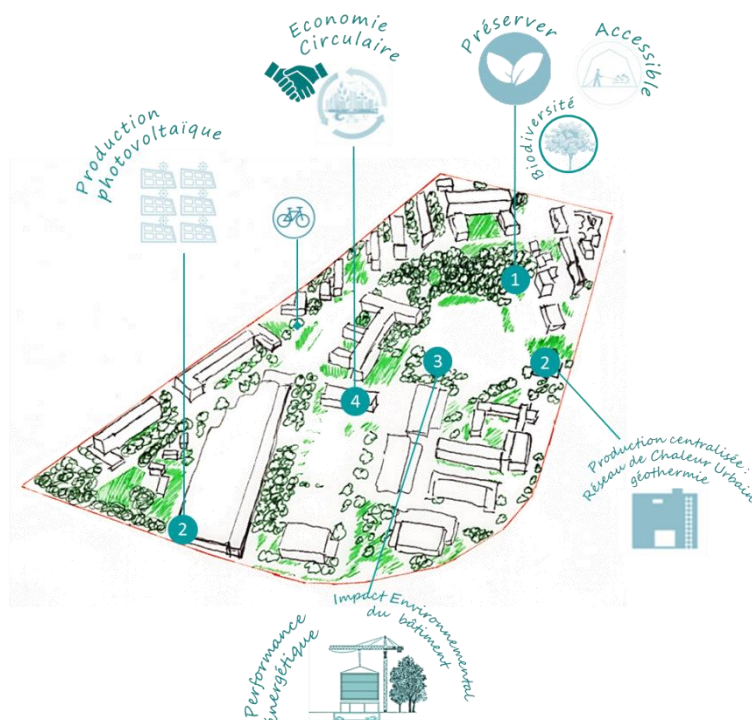 Economie
Circulaire
Préserver
Accessible
Biodiversité
Production
photovoltaïque
1
2
3
4
2
Production centralisée :
Réseau de Chaleur Urbain
géothermie
Impact Environnemental
du bâtiment
Performance
énergétique